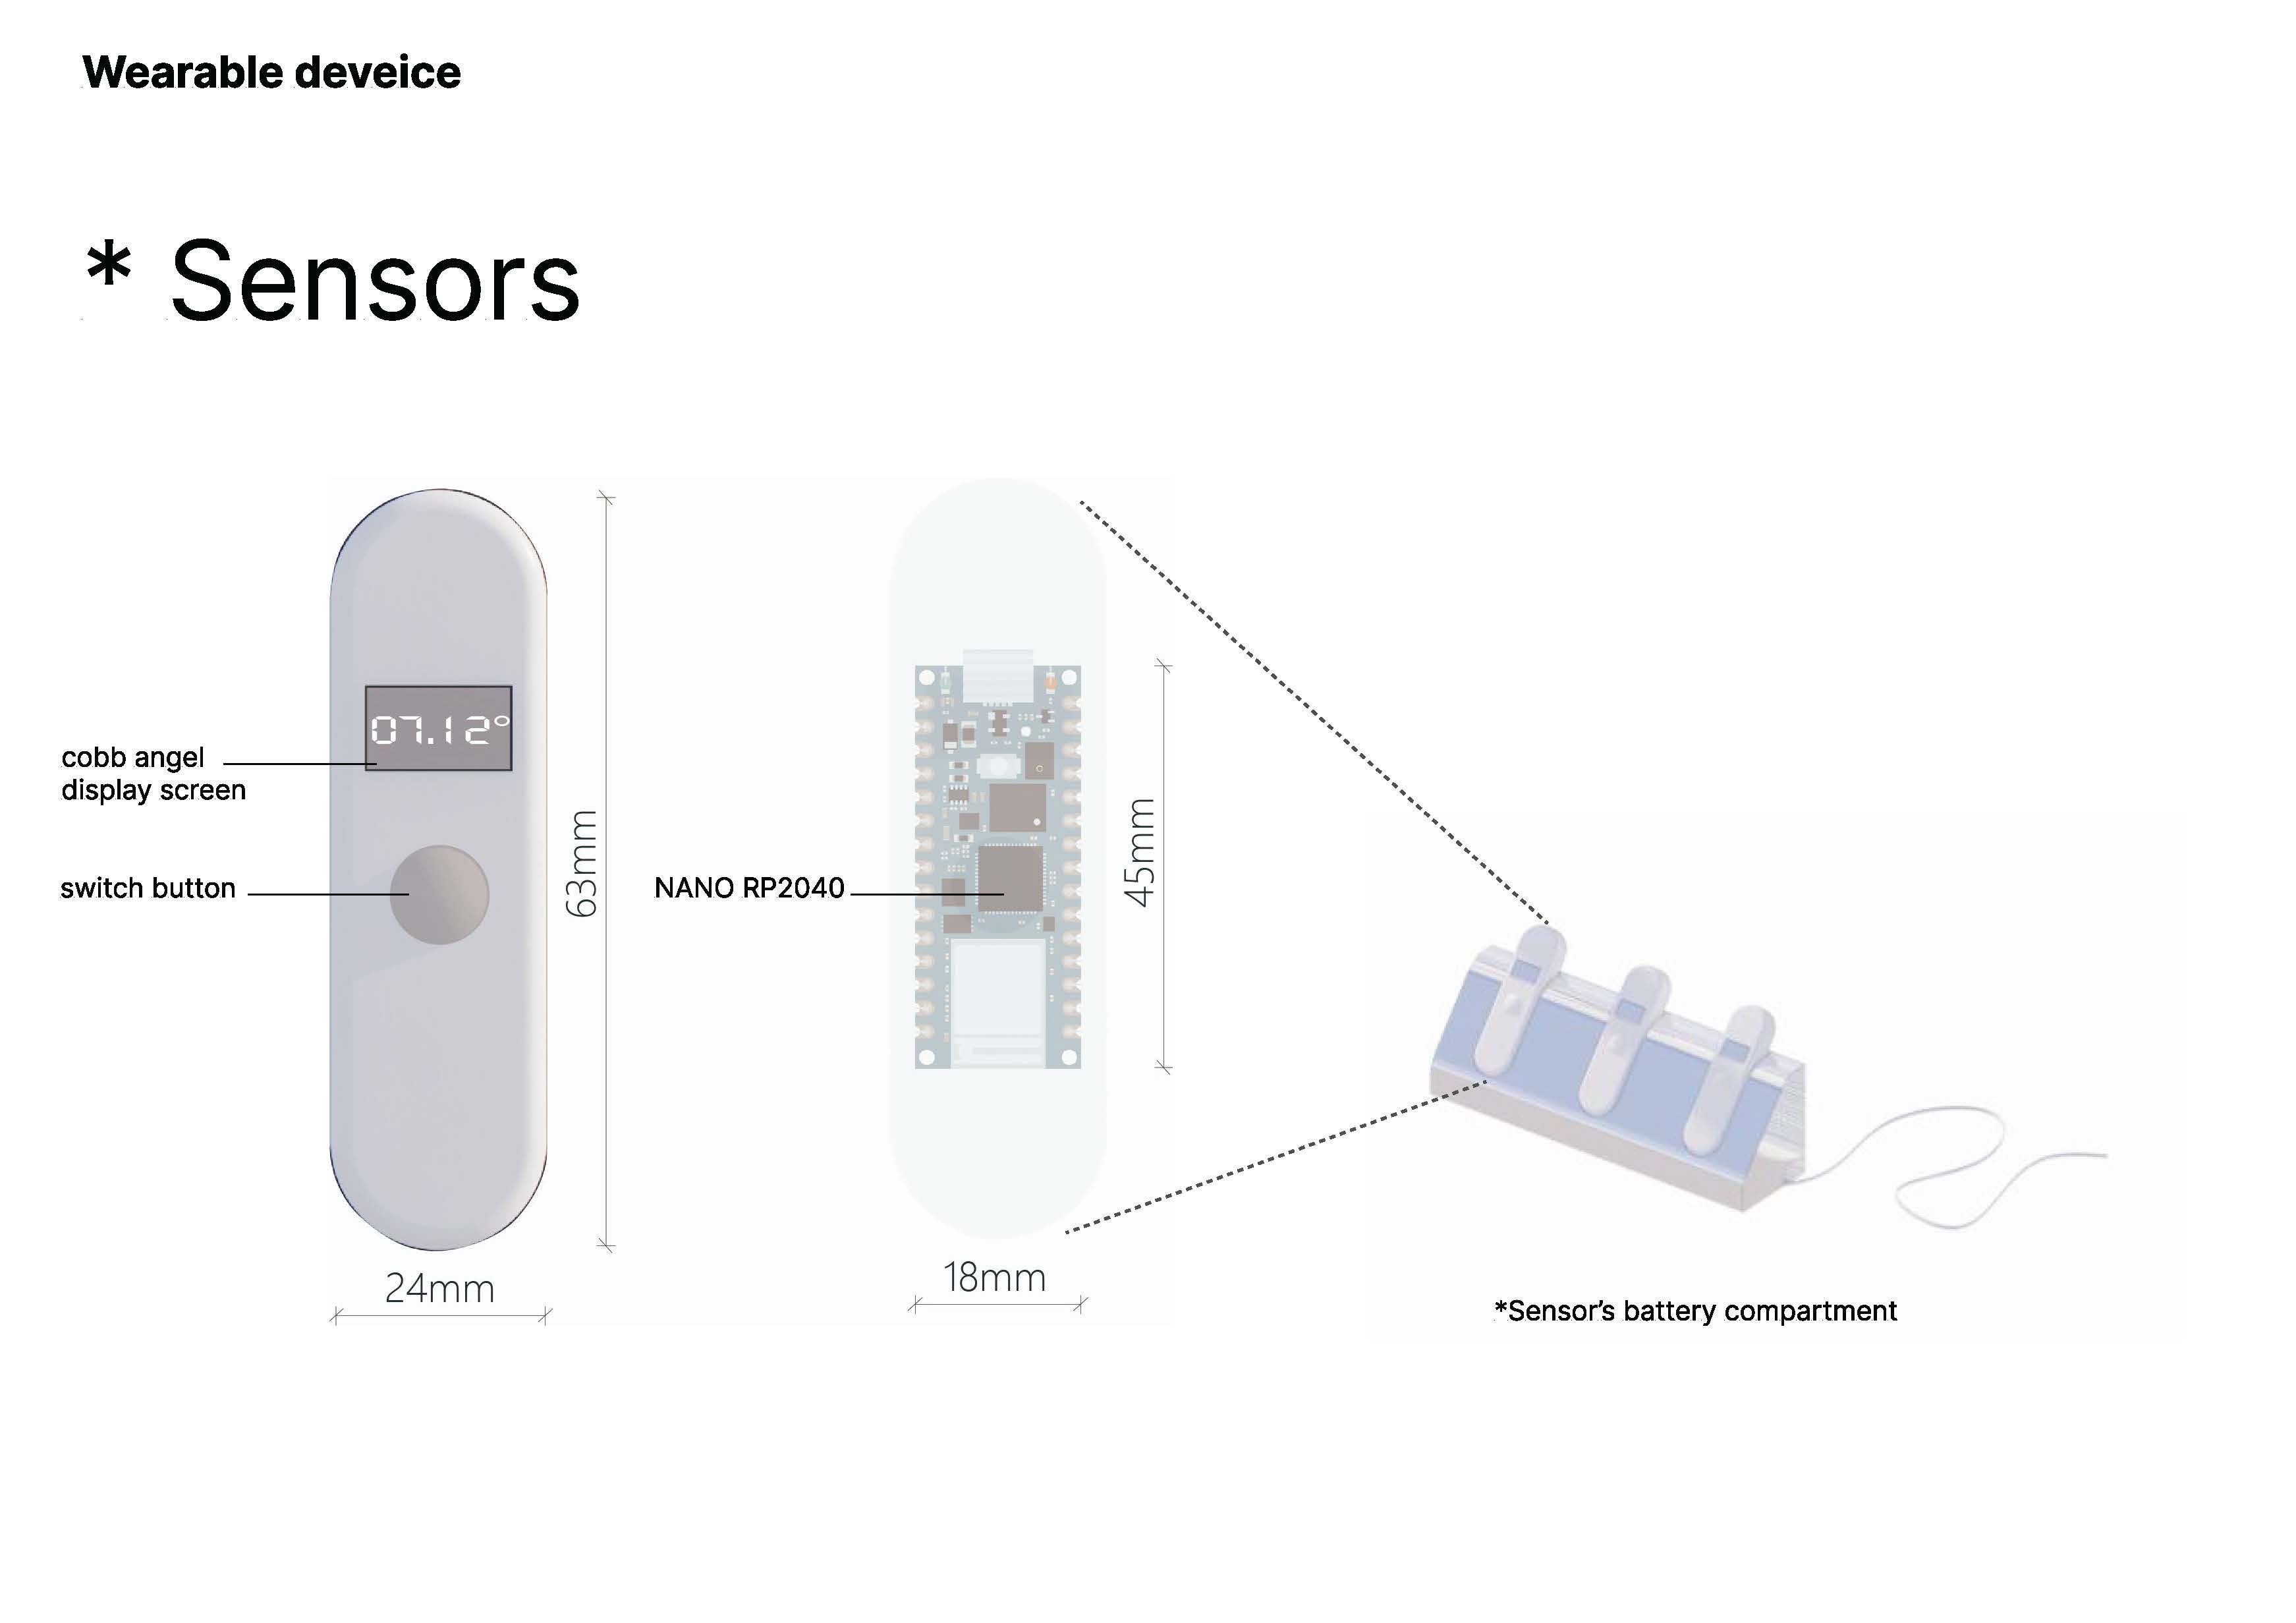 Wearable deveice
* Sensors
07.12°
cobb angel
display screen
switch button
63mm
24mm
NANO RP2040
45mm
18mm
*Sensor's battery compartment